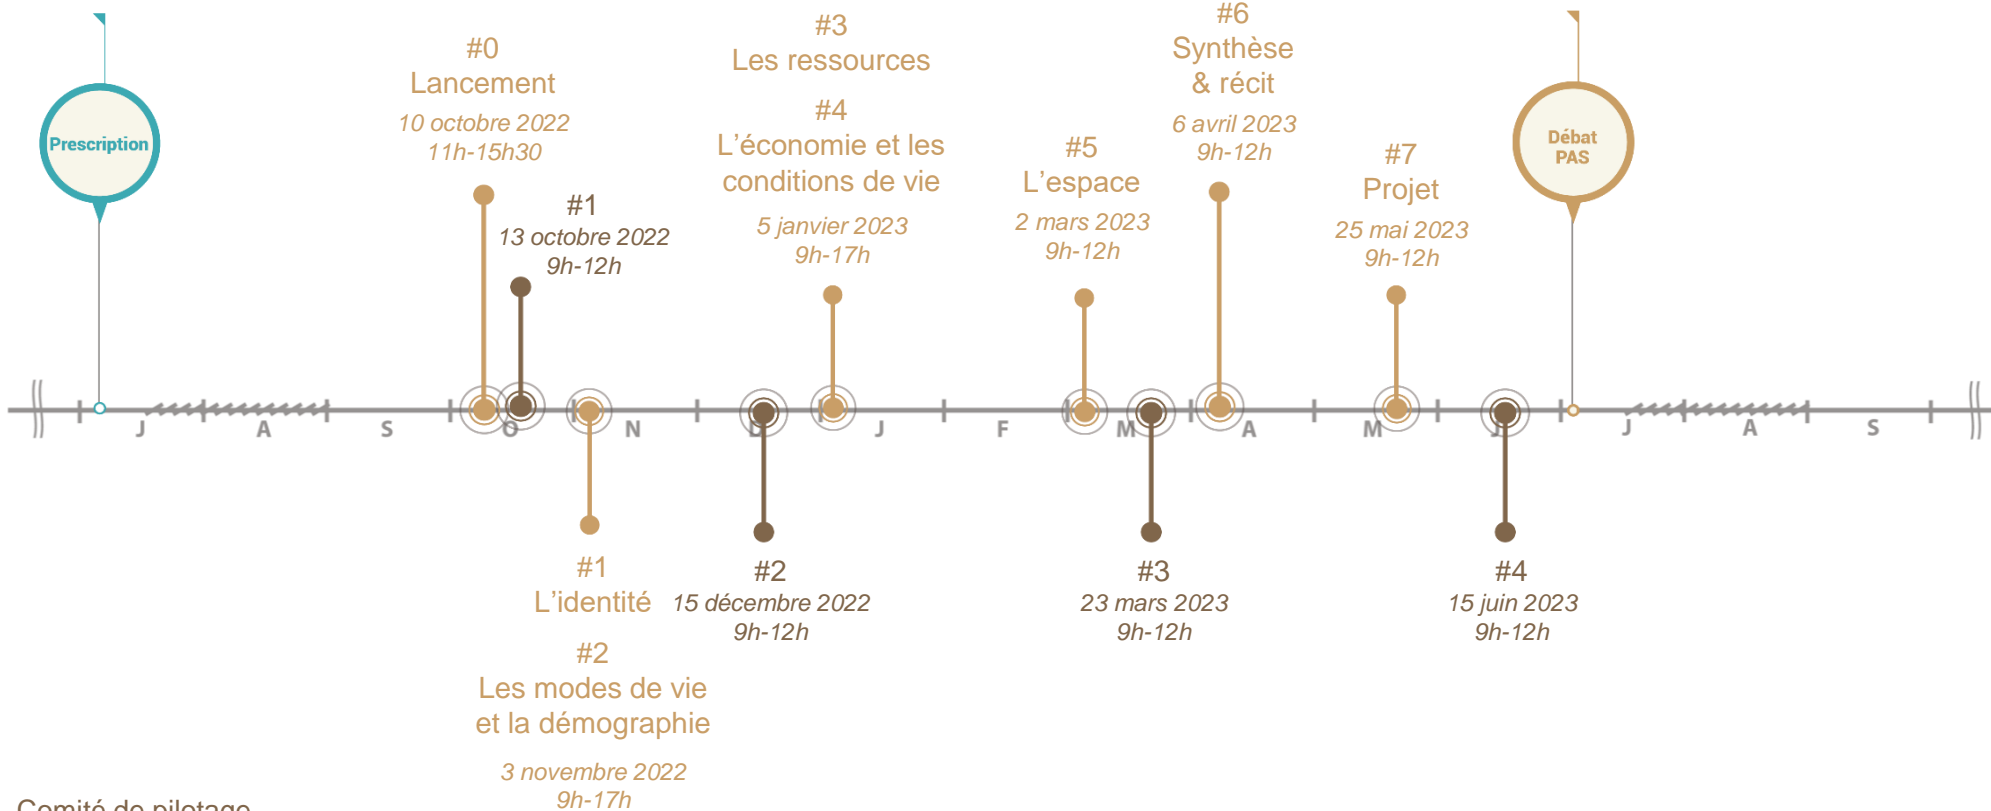 Prescription
#0
Lancement
10 octobre 2022
11h-15h30
#1
13 octobre 2022
9h-12h
#3
Les ressources
#4
L'économie et les
conditions de vie
5 janvier 2023
9h-17h
#5
L'espace
2 mars 2023
9h-12h
#6
Synthèse
& récit
6 avril 2023
9h-12h
#7
Projet
25 mai 2023
9h-12h
Débat
PAS
J A S O N D J F M A M J J A S
#1
L'identité
#2
Les modes de vie
et la démographie
3 novembre 2022
9h-17h
#2
15 décembre 2022
9h-12h
#3
23 mars 2023
9h-12h
#4
15 juin 2023
9h-12h
Comité de pilotage